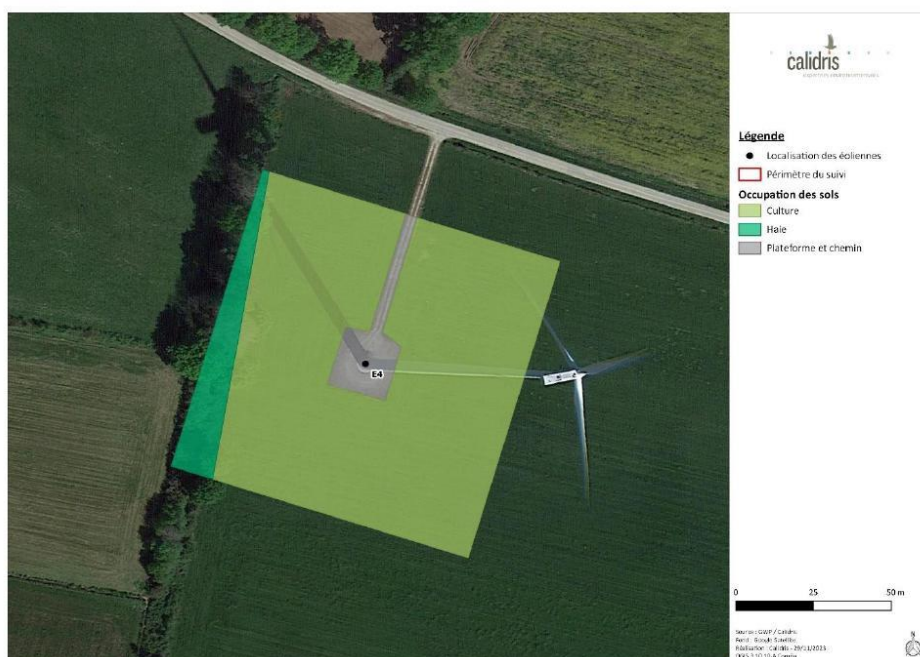 calidris
Légende
Localisation des éoliennes
Périmètre du suivi
Occupation des sols
Culture
Haie
Plateforme et chemin
E4
0 25 50 m
Source : GWP / Calidris
Fond : Google Satellite
Réalisation : Calidris - 29/11/2023